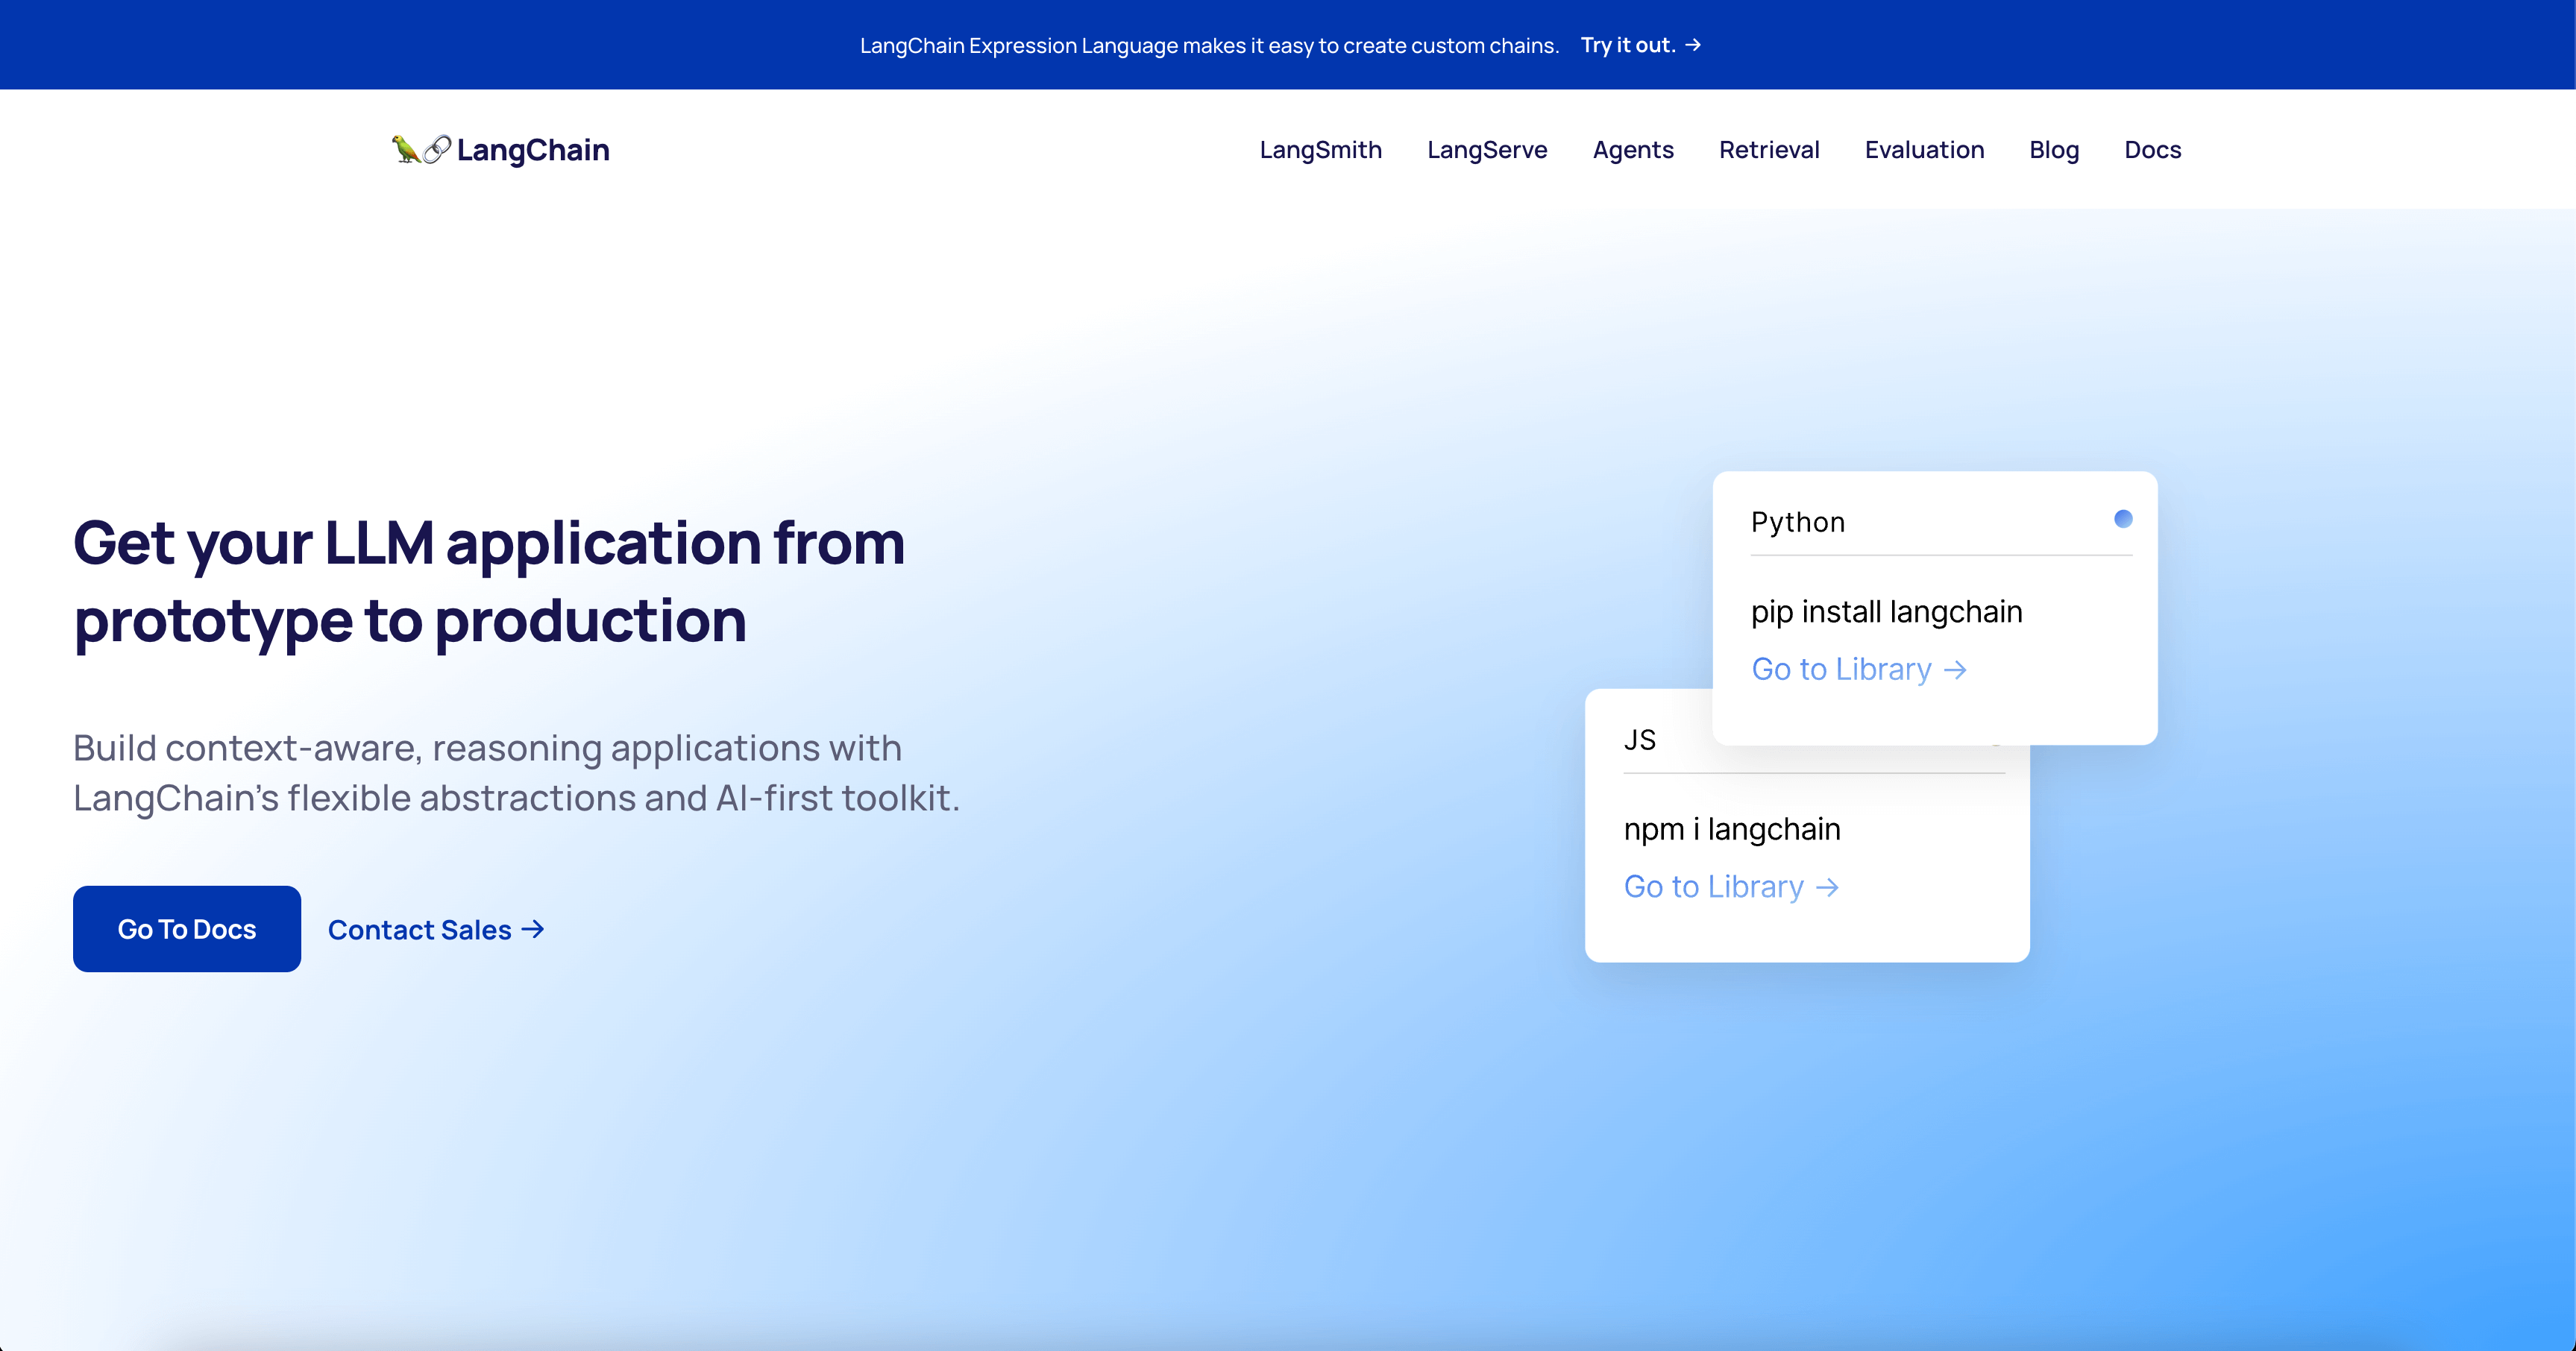 LangChain Expression Language makes it easy to create custom chains. Try it out. →
LangChain
LangSmith LangServe Agents Retrieval Evaluation Blog Docs
Get your LLM application from
prototype to production
Build context-aware, reasoning applications with
LangChain’s flexible abstractions and AI-first toolkit.
Go To Docs Contact Sales →
Python
pip install langchain
Go to Library →
JS
npm i langchain
Go to Library →